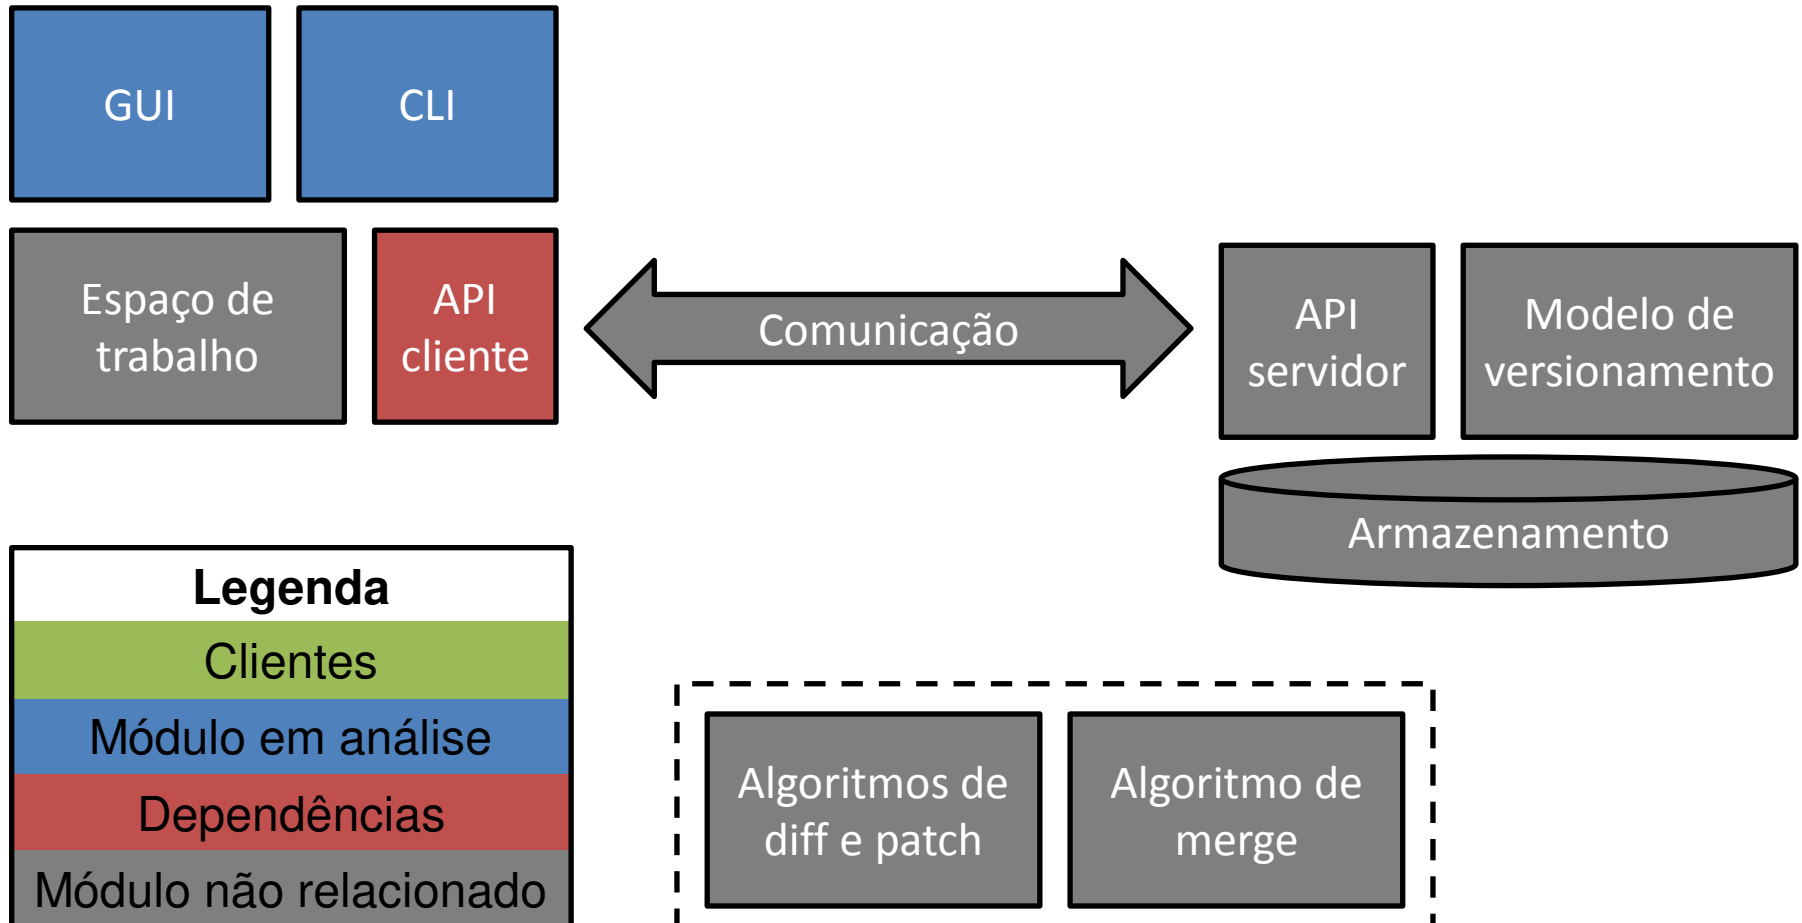 GUI
CLI
Espaço de
trabalho
API
cliente
Comunicação
API
servidor
Modelo de
versionamento
Armazenamento
Legenda
Clientes
Módulo em análise
Dependências
Módulo não relacionado
Algoritmos de
diff e patch
Algoritmo de
merge